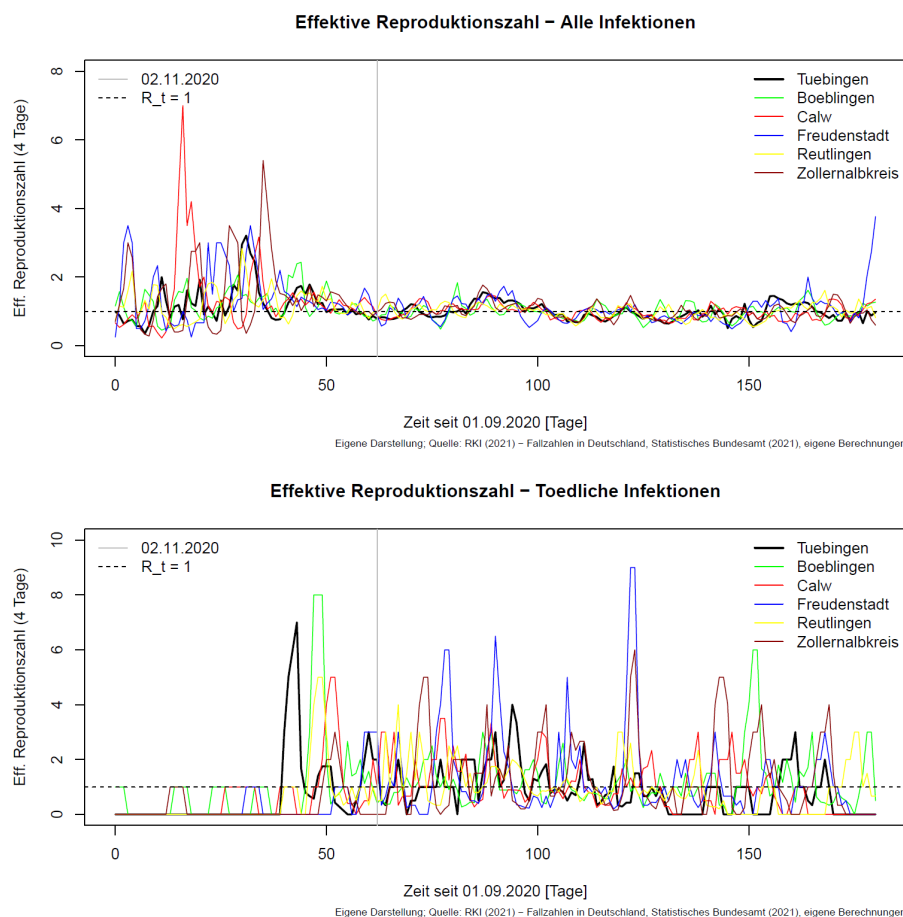 Effektive Reproduktionszahl − Alle Infektionen
Eff. Reproduktionszahl (4 Tage)
8
6
4
2
0
02.11.2020
R_t = 1
Tuebingen
Boeblingen
Calw
Freudenstadt
Reutlingen
Zollernalbkreis
0
50
100
150
Zeit seit 01.09.2020 [Tage]
Eigene Darstellung; Quelle: RKI (2021) − Fallzahlen in Deutschland, Statistisches Bundesamt (2021), eigene Berechnungen
Effektive Reproduktionszahl − Toedliche Infektionen
Eff. Reproduktionszahl (4 Tage)
10
8
6
4
2
0
02.11.2020
R_t = 1
Tuebingen
Boeblingen
Calw
Freudenstadt
Reutlingen
Zollernalbkreis
0
50
100
150
Zeit seit 01.09.2020 [Tage]
Eigene Darstellung; Quelle: RKI (2021) − Fallzahlen in Deutschland, Statistisches Bundesamt (2021), eigene Berechnungen